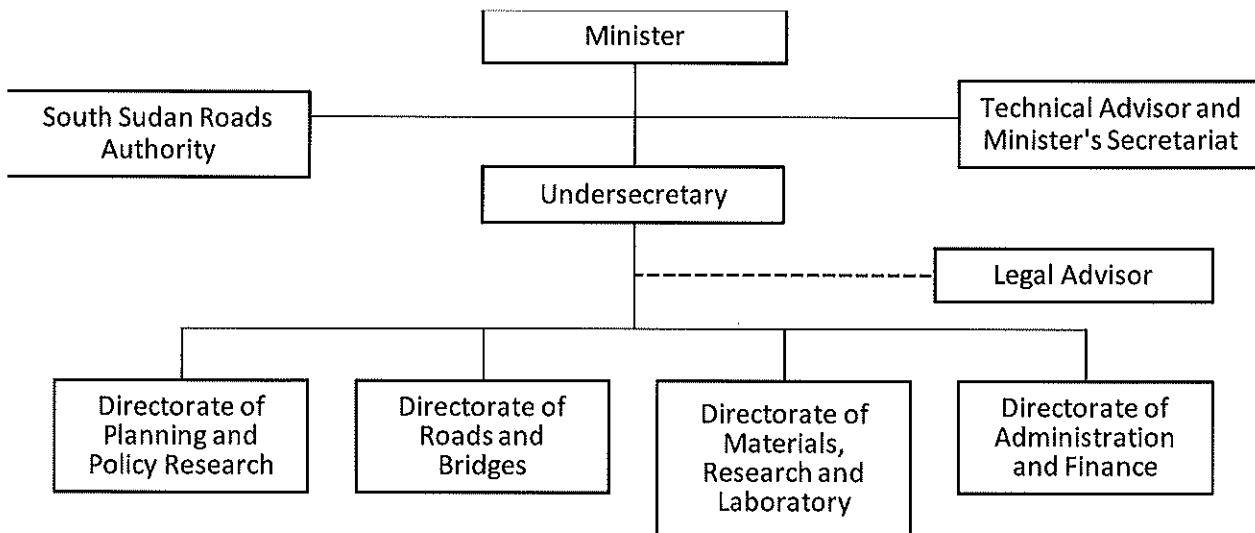 Minister
South Sudan Roads
Authority
Technical Advisor and
Minister's Secretariat
Undersecretary
Legal Advisor
Directorate of
Planning and
Policy Research
Directorate of
Roads and
Bridges
Directorate of
Materials,
Research and
Laboratory
Directorate of
Administration
and Finance